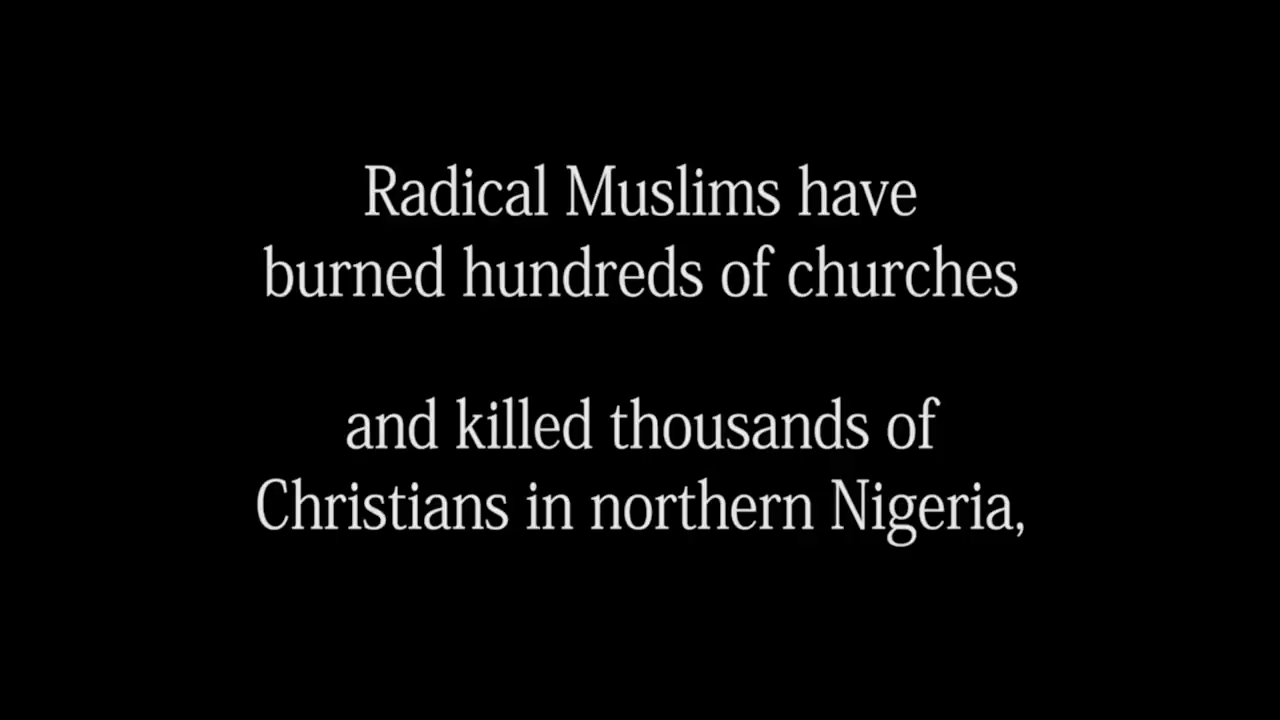 Radical Muslims have
burned hundreds of churches
and killed thousands of
Christians in northern Nigeria,